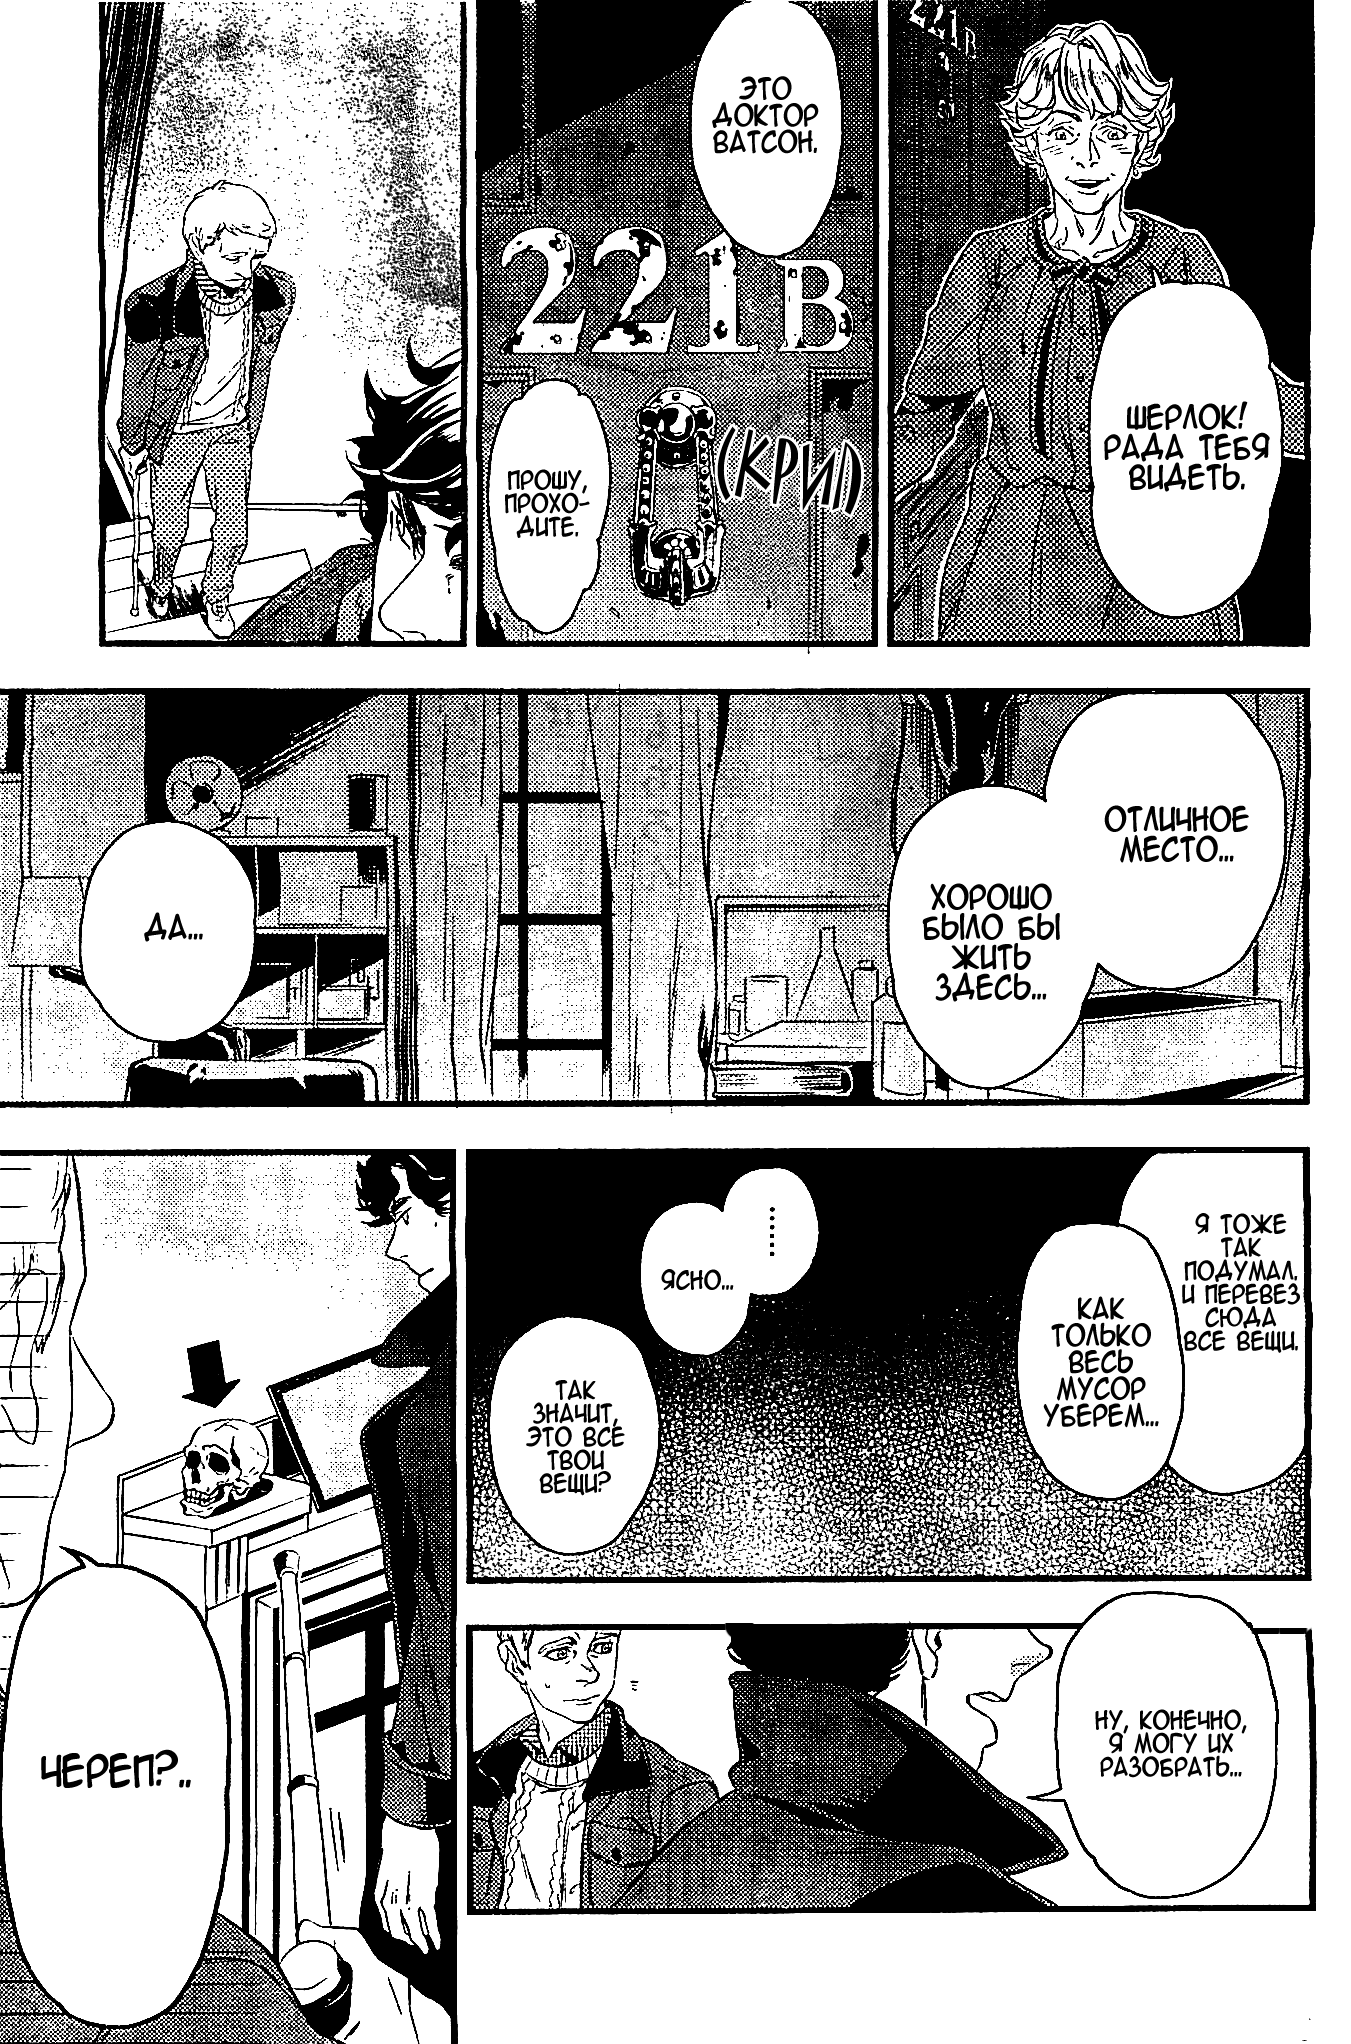 221B
ШЕРЛОК!
РАДА ТЕБЯ
ВИДЕТЬ.
ЭТО
ДОКТОР
ВАТСОН.
221B
(СКРИП)
ПРОШУ,
ПРОХО-
ДИТЕ.
ОТЛИЧНОЕ
МЕСТО...
ХОРОШО
БЫЛО БЫ
ЖИТЬ
ЗДЕСЬ...
ДА...
Я ТОЖЕ
ТАК
ПОДУМАЛ.
И ПЕРЕВЕЗ
СЮДА
ВСЕ ВЕЩИ.
КАК
ТОЛЬКО
ВЕСЬ
МУСОР
УБЕРЕМ...
......
ЯСНО...
ТАК
ЗНАЧИТ,
ЭТО ВСЁ
ТВОИ
ВЕЩИ?
НУ, КОНЕЧНО,
Я МОГУ ИХ
РАЗОБРАТЬ...
ЧЕРЕП?..